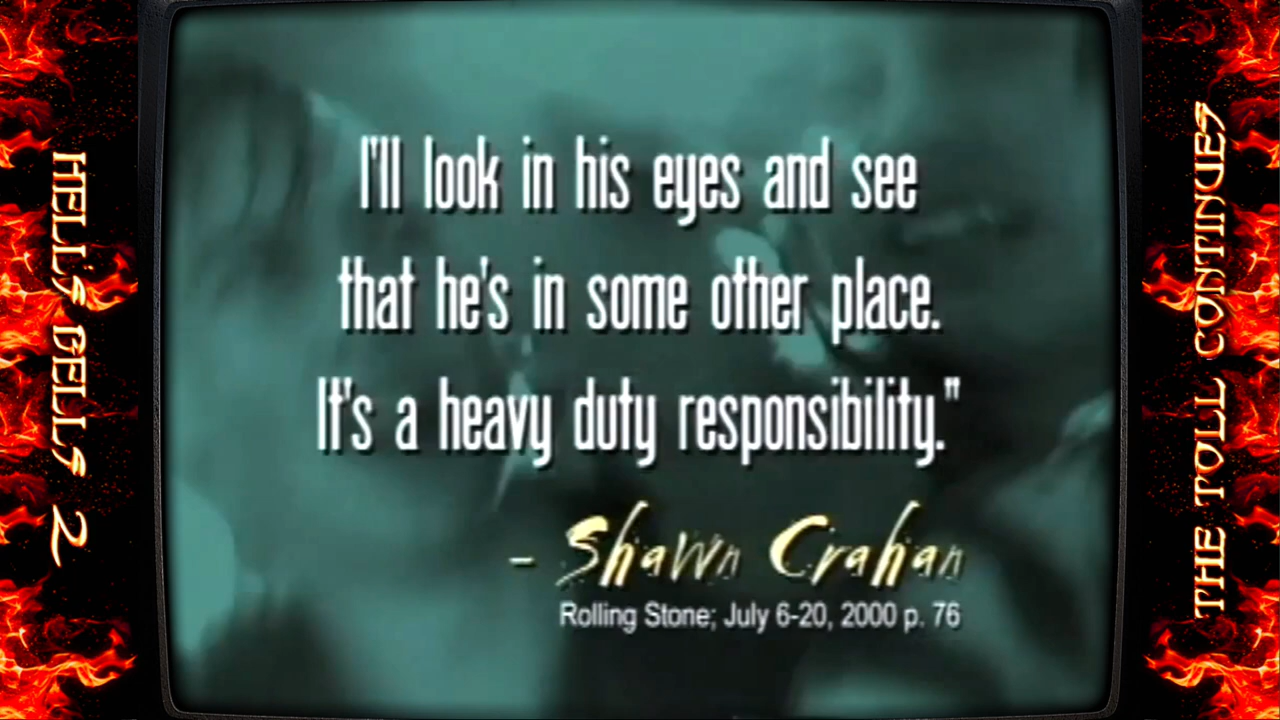 HELL'S BELLS 2
I'll look in his eyes and see
that he's in some other place.
It's a heavy duty responsibility."
– Shawn Crahan
Rolling Stone; July 6-20, 2000 p. 76
THE TOLL CONTINUES